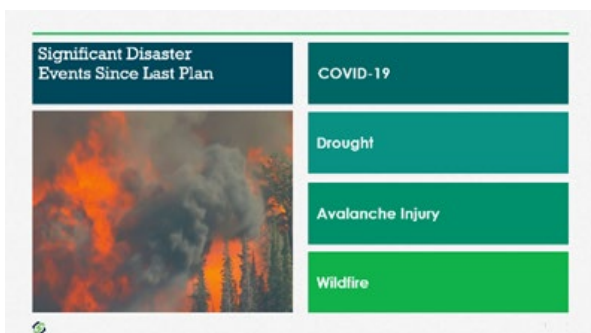 Significant Disaster
Events Since Last Plan
COVID-19
Drought
Avalanche Injury
Wildfire